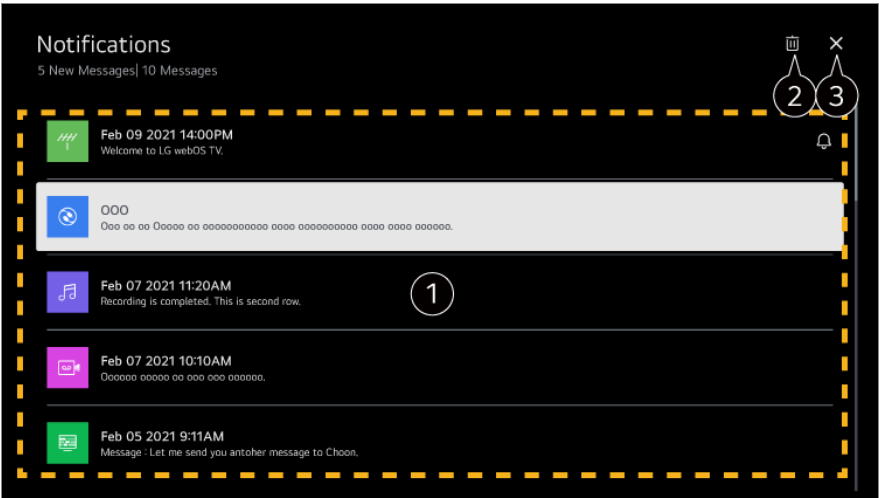 Notifications
5 New Messages| 10 Messages
2 3
Feb 09 2021 14:00PM
Welcome to LG webOS TV.
OOO
Ooo oo oo Ooooo oo ooooooooooo oooo oooooooooo oooo oooo oooooo.
Feb 07 2021 11:20AM
Recording is completed. This is second row.
1
Feb 07 2021 10:10AM
Oooooo ooooo oo ooo ooo oooooo.
Feb 05 2021 9:11AM
Message : Let me send you antoher message to Choon.